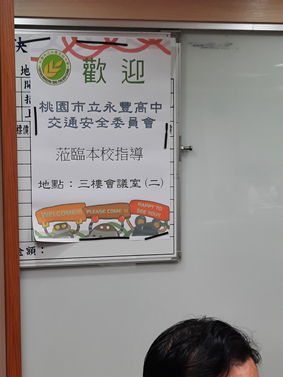 歡迎
桃園市立永豐高中
交通安全委員會
蒞臨本校指導
地點：三樓會議室(二)
WELCOME!!
PLEASE COME IN
HAPPY TO
SEE YOU!!
金額：